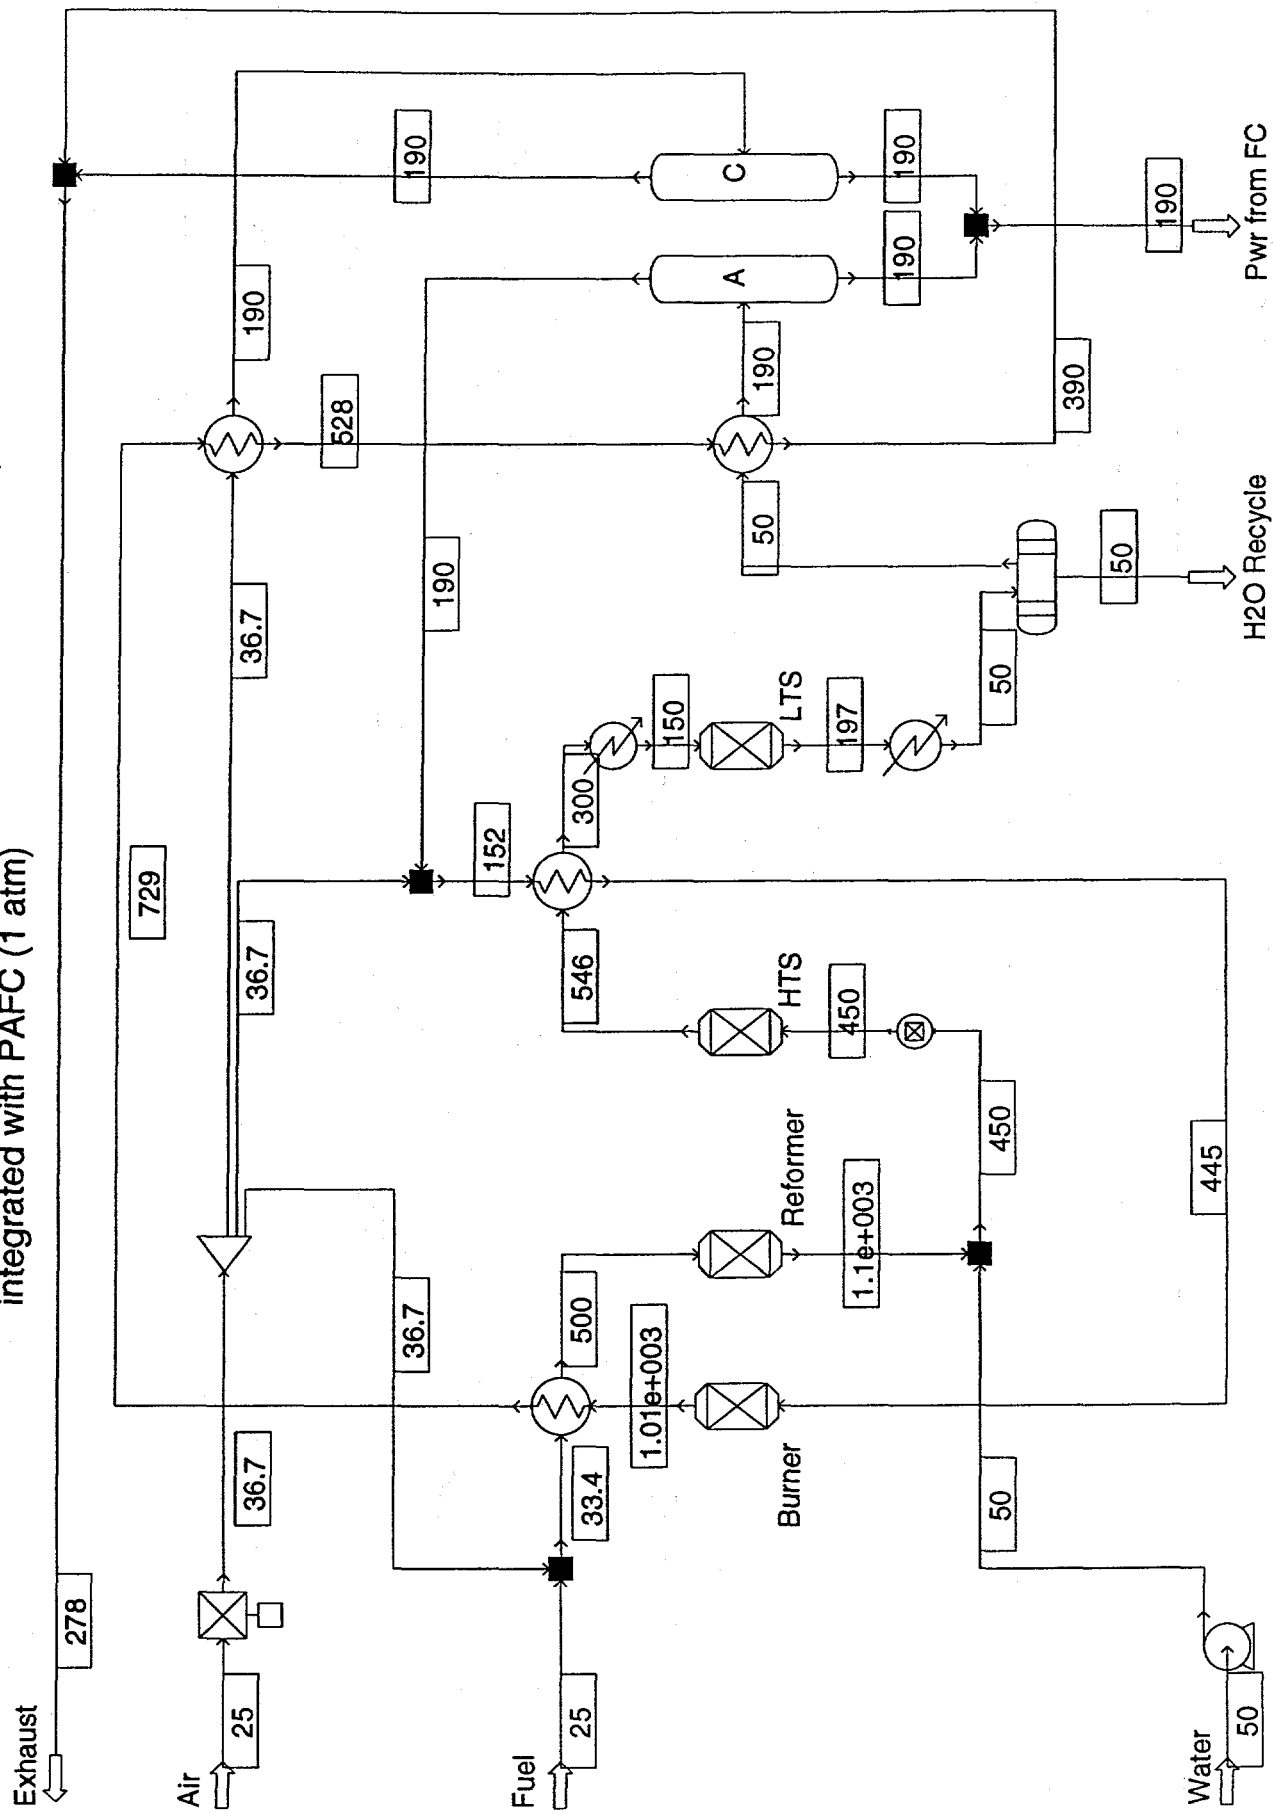 integrated with PAFC (1 atm)
Exhaust
278
729
Air
25
36.7
36.7
36.7
190
528
36.7
190
190
152
Fuel
25
33.4
500
546
300
1.01e+003
150
A
C
50
190
Burner
Reformer
HTS
LTS
1.1e+003
450
197
190
190
50
450
50
390
50
190
Water
445
50
H2O Recycle
Pwr from FC